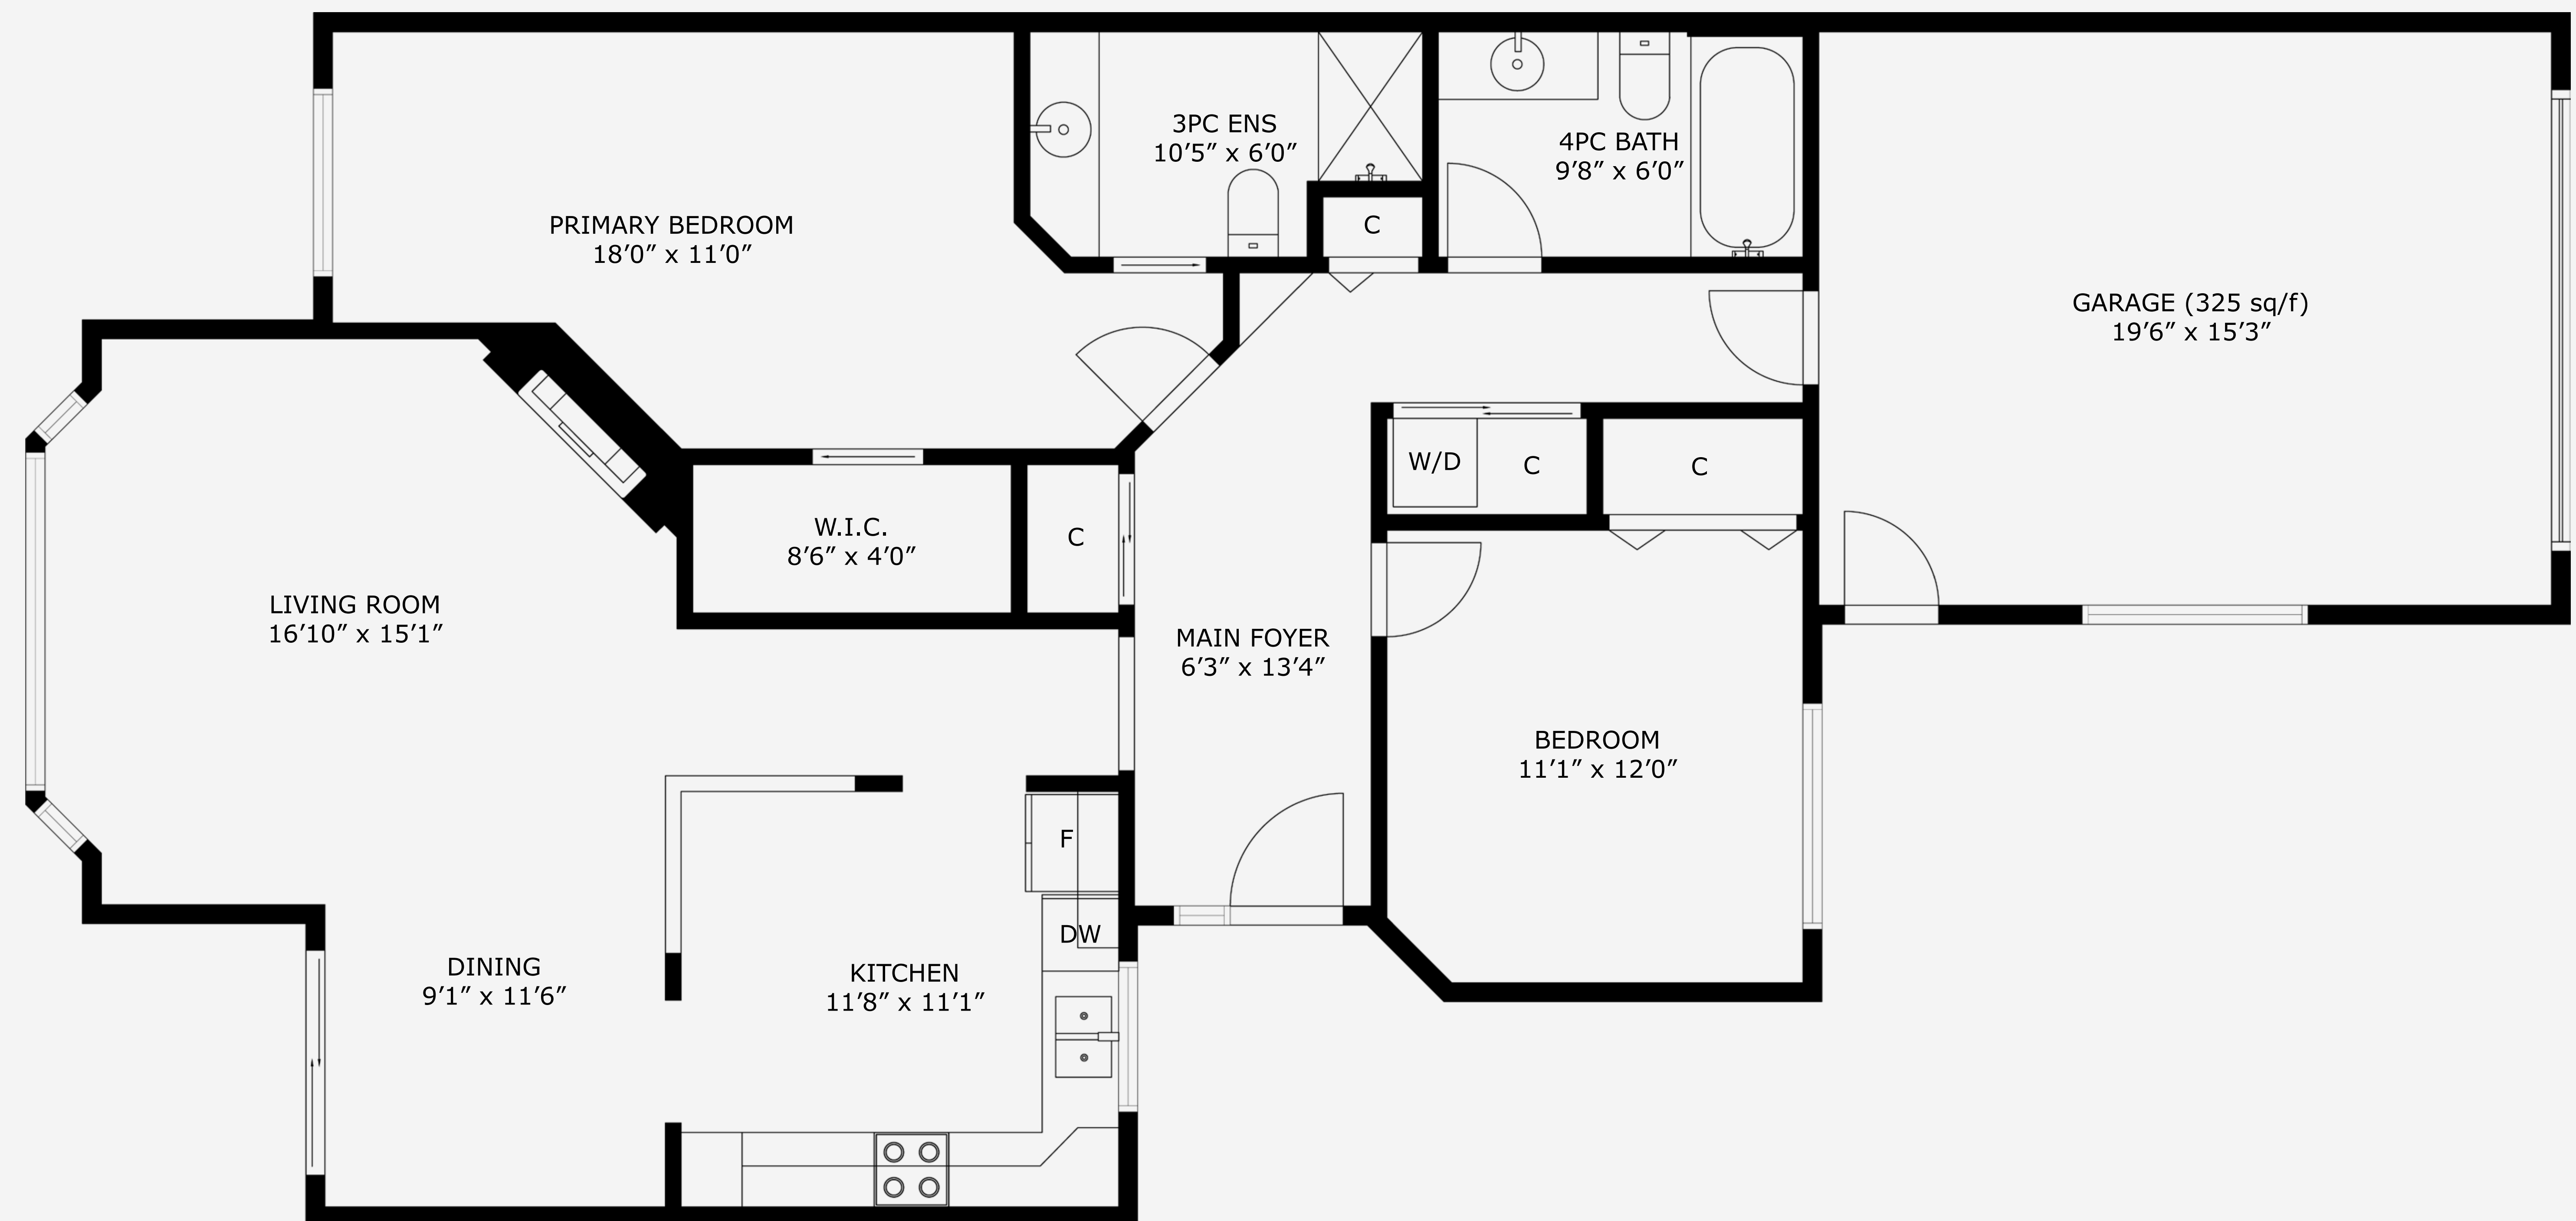 3PC ENS
10′5″ x 6′0″
4PC BATH
9′8″ x 6′0″
PRIMARY BEDROOM
18′0″ x 11′0″
C
GARAGE (325 sq/f)
19′6″ x 15′3″
W/D
C
C
W.I.C.
8′6″ x 4′0″
C
LIVING ROOM
16′10″ x 15′1″
MAIN FOYER
6′3″ x 13′4″
BEDROOM
11′1″ x 12′0″
F
DW
DINING
9′1″ x 11′6″
KITCHEN
11′8″ x 11′1″